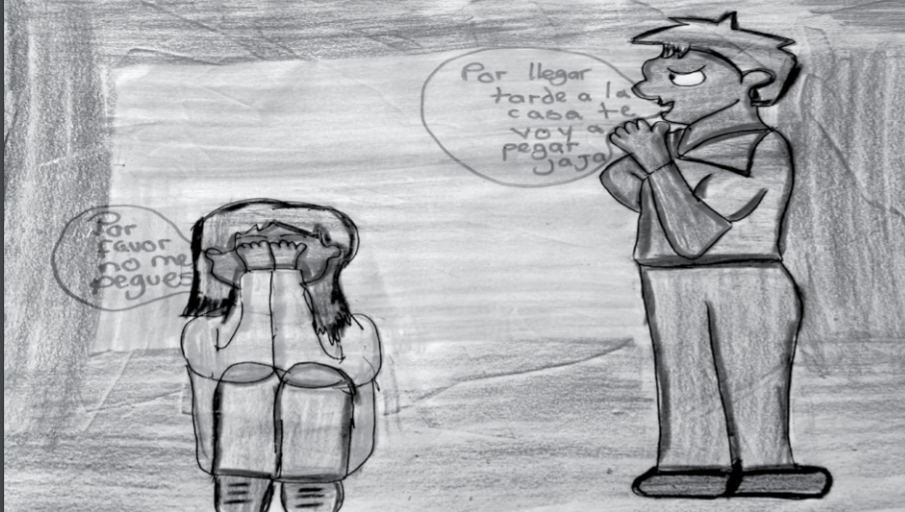 Por
favor
no me
pegues
Por llegar
tarde a la
casa te
voy a
pegar
jaja